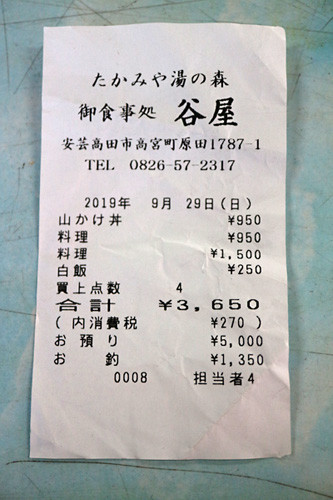 たかみや湯の森
御食事処 谷屋
安芸高田市高宮町原田1787-1
TEL 0826-57-2317
2019年 9月 29日(日)
山かけ丼 ¥950
料理 ¥950
料理 ¥1,500
白飯 ¥250
買上点数 4
合計 ¥3,650
(内消費税 ¥270)
お預り ¥5,000
お釣 ¥1,350
0008 担当者4